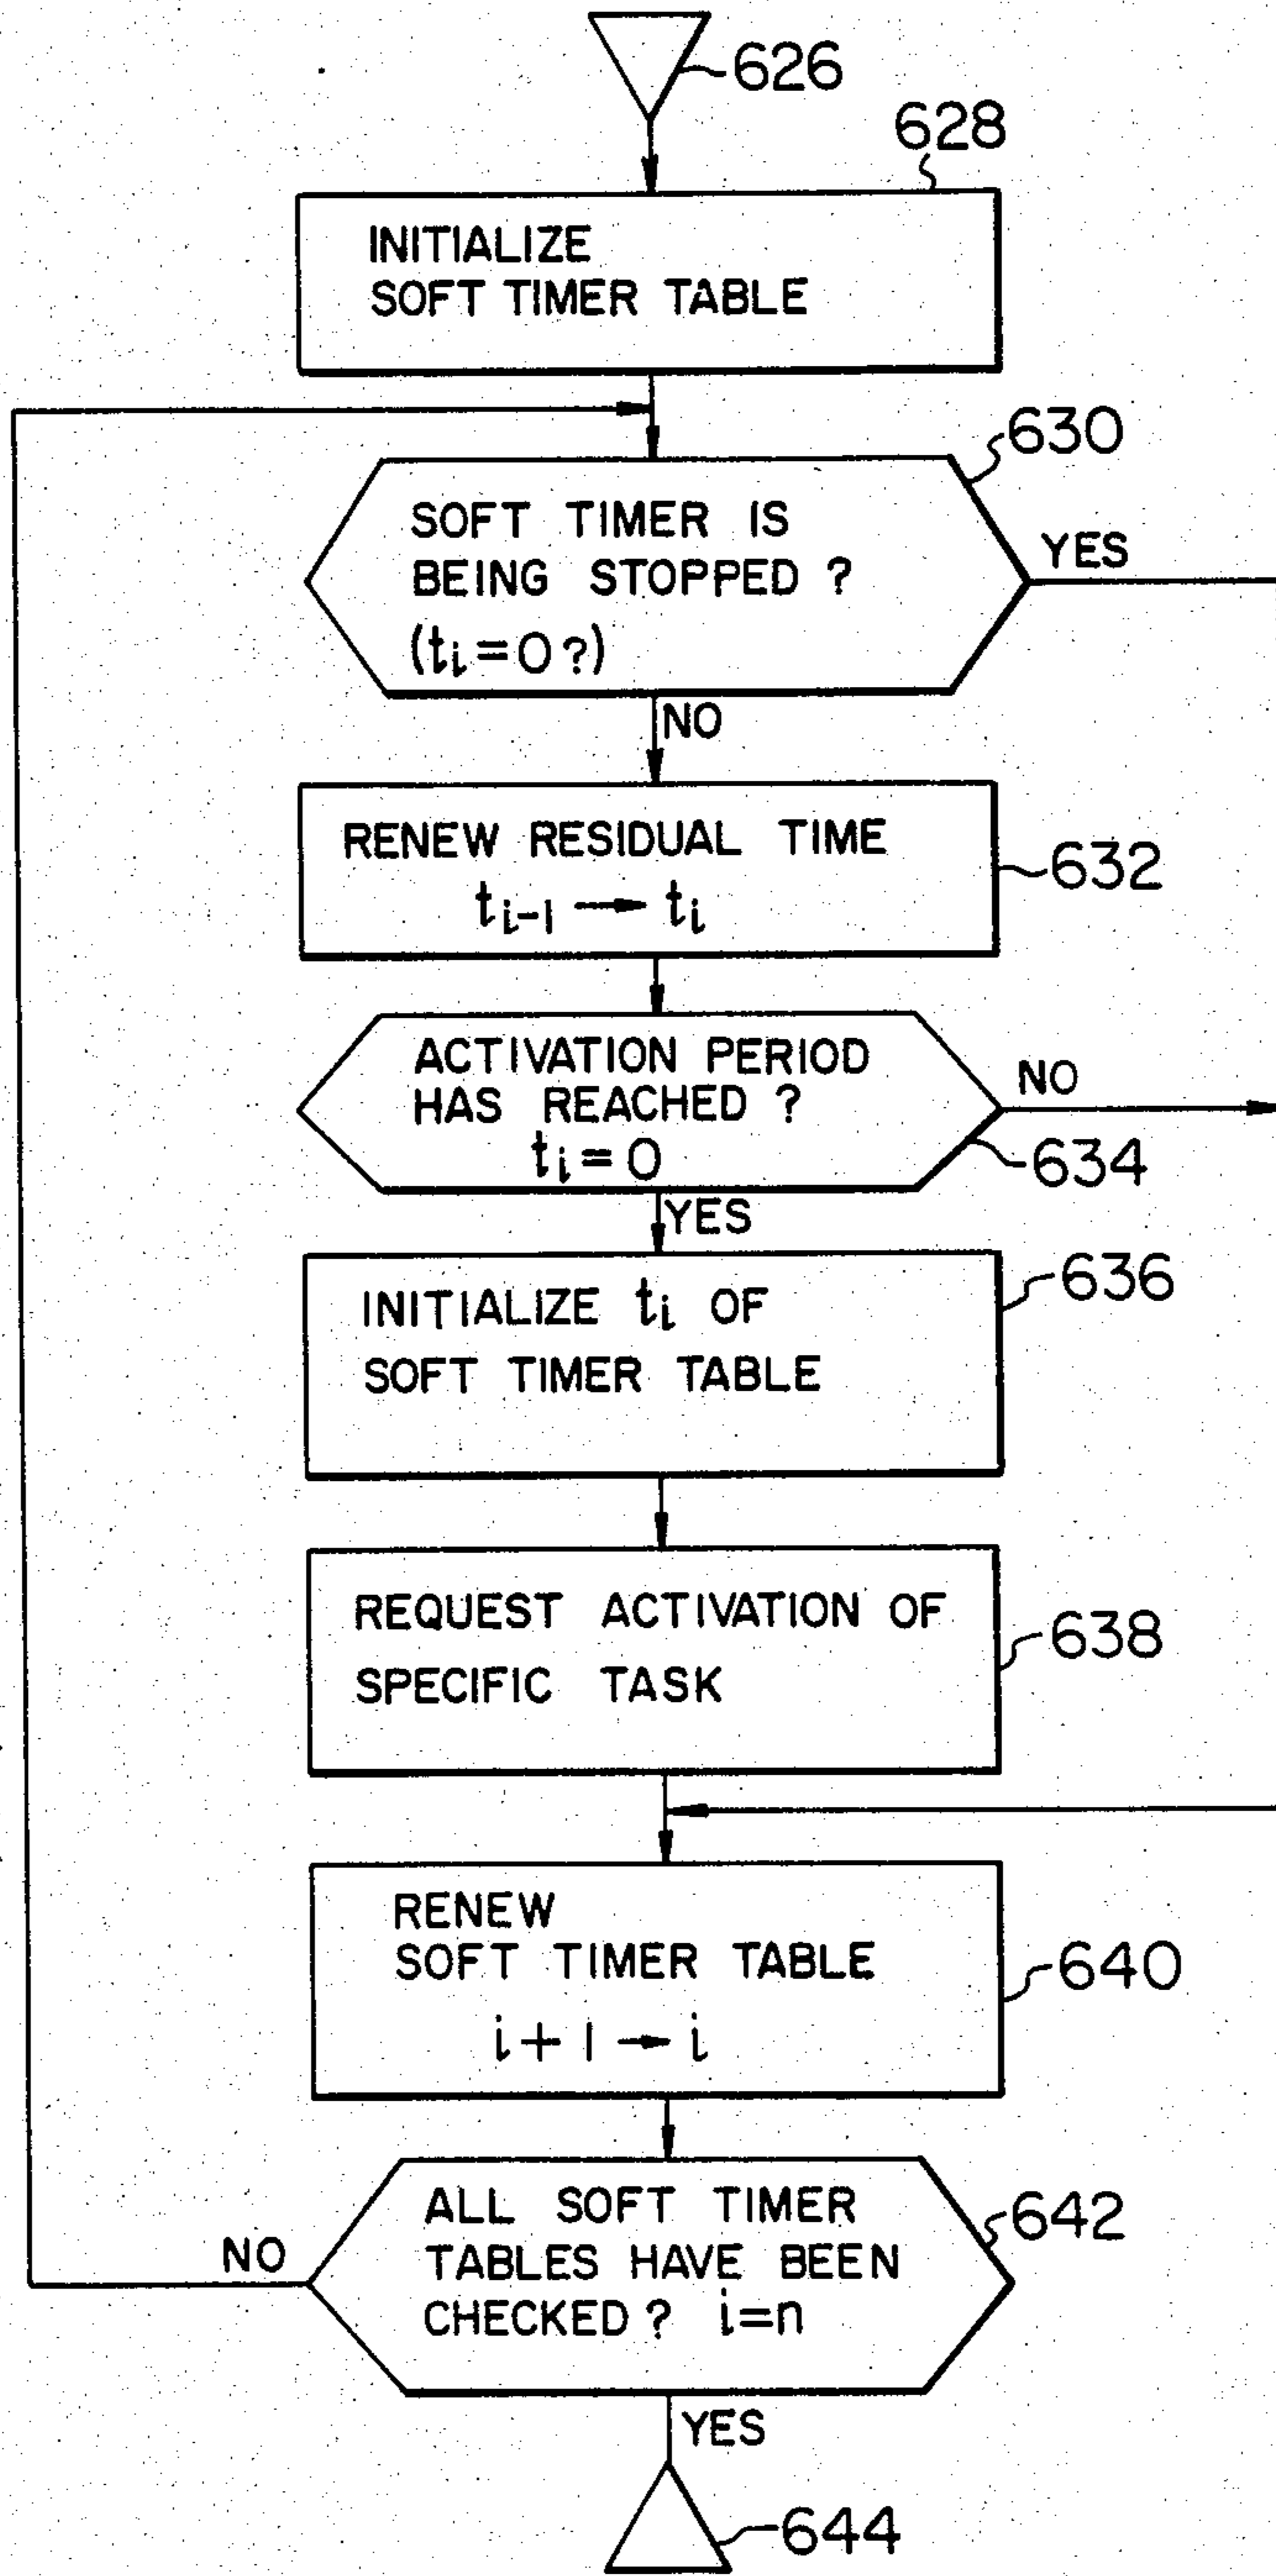 626
628
INITIALIZE
SOFT TIMER TABLE
630
SOFT TIMER IS
BEING STOPPED ?
(ti = 0 ?)
YES
NO
RENEW RESIDUAL TIME
ti-1 → ti
632
ACTIVATION PERIOD
HAS REACHED ?
ti = 0
NO
634
YES
INITIALIZE ti OF
SOFT TIMER TABLE
636
REQUEST ACTIVATION OF
SPECIFIC TASK
638
RENEW
SOFT TIMER TABLE
i + 1 → i
640
ALL SOFT TIMER
TABLES HAVE BEEN
CHECKED ? i=n
642
NO
YES
644